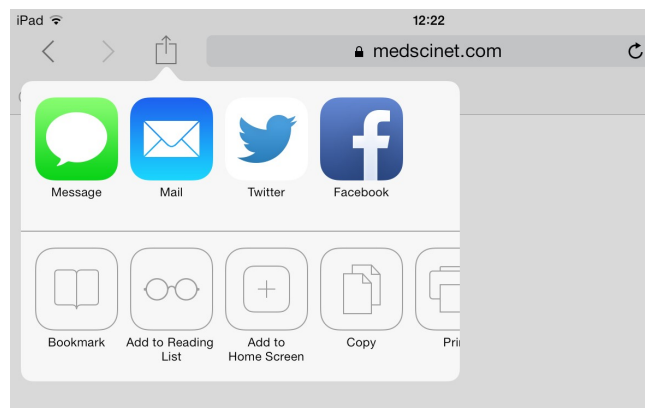 iPad 12:22
medscinet.com
Message Mail Twitter Facebook
Bookmark Add to Reading Add to Copy Pri
List Home Screen